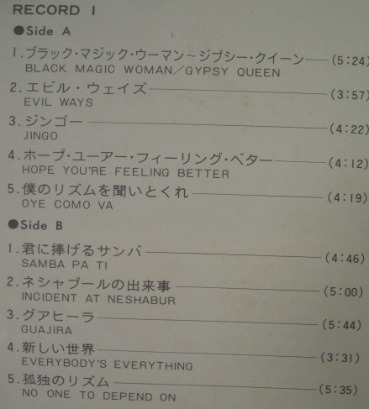 RECORD 1
●Side A
1.ブラック・マジック・ウーマン~ジプシー・クイーン——(5:24)
BLACK MAGIC WOMAN/GYPSY QUEEN
2.エビル・ウェイズ——(3:57)
EVIL WAYS
3.ジンゴー——(4:22)
JINGO
4.ホープ・ユーアー・フィーリング・ベター——(4:12)
HOPE YOU'RE FEELING BETTER
5.僕のリズムを聞いとくれ——(4:19)
OYE COMO VA
●Side B
1.君に捧げるサンバ——(4:46)
SAMBA PA TI
2.ネシャブールの出来事——(5:00)
INCIDENT AT NESHABUR
3.グアヒーラ——(5:44)
GUAJIRA
4.新しい世界——(3:31)
EVERYBODY'S EVERYTHING
5.孤独のリズム——(5:35)
NO ONE TO DEPEND ON